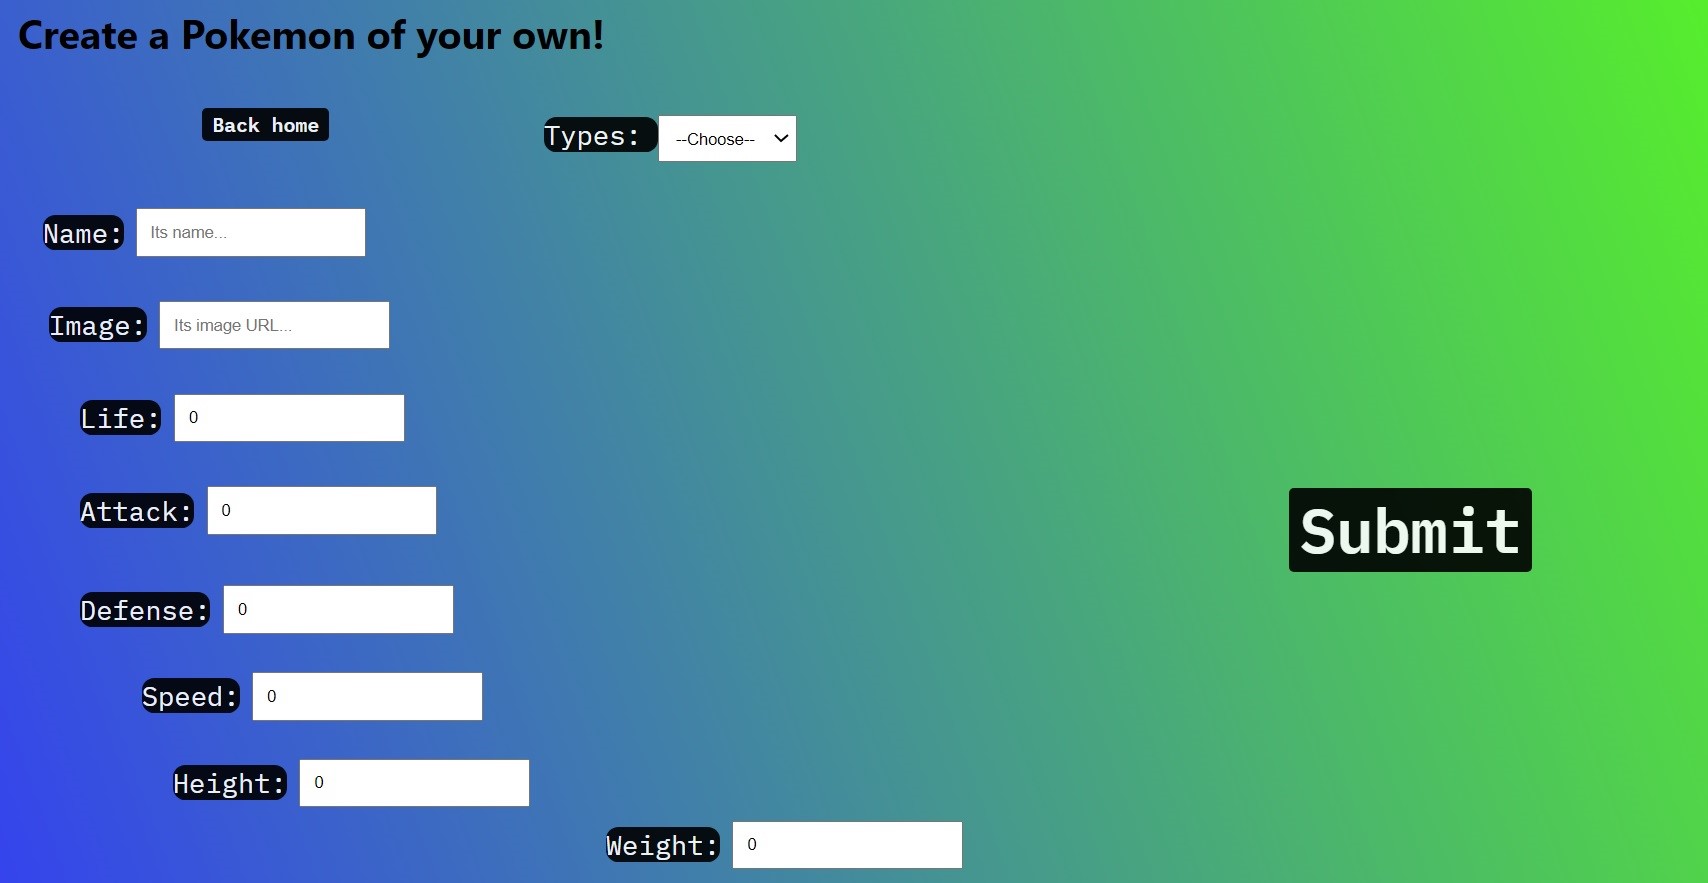 Create a Pokemon of your own!
Back home
Types: --Choose--
Name: Its name...
Image: Its image URL...
Life: 0
Attack: 0
Submit
Defense: 0
Speed: 0
Height: 0
Weight: 0